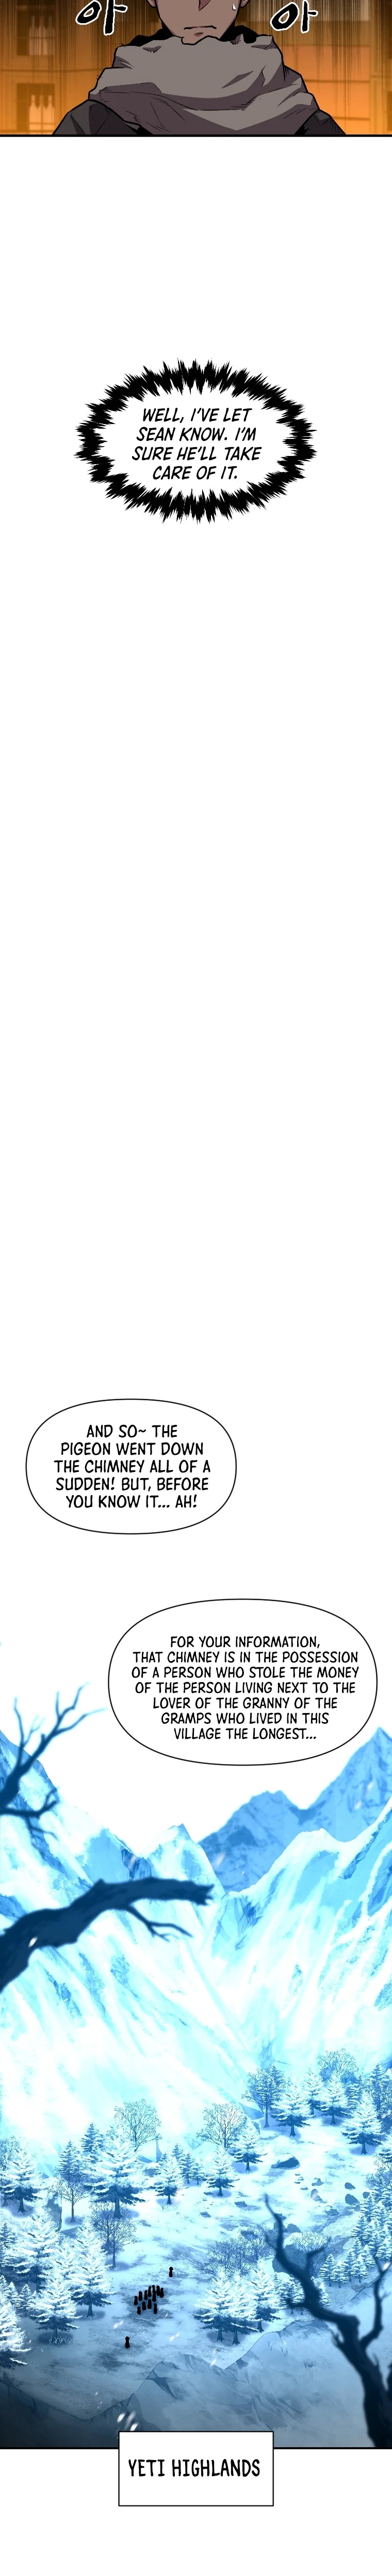 아 아
WELL, I'VE LET
SEAN KNOW. I'M
SURE HE'LL TAKE
CARE OF IT.
AND SO~ THE
PIGEON WENT DOWN
THE CHIMNEY ALL OF A
SUDDEN! BUT, BEFORE
YOU KNOW IT... AH!
FOR YOUR INFORMATION,
THAT CHIMNEY IS IN THE POSSESSION
OF A PERSON WHO STOLE THE MONEY
OF THE PERSON LIVING NEXT TO THE
LOVER OF THE GRANNY OF THE
GRAMPS WHO LIVED IN THIS
VILLAGE THE LONGEST...
YETI HIGHLANDS